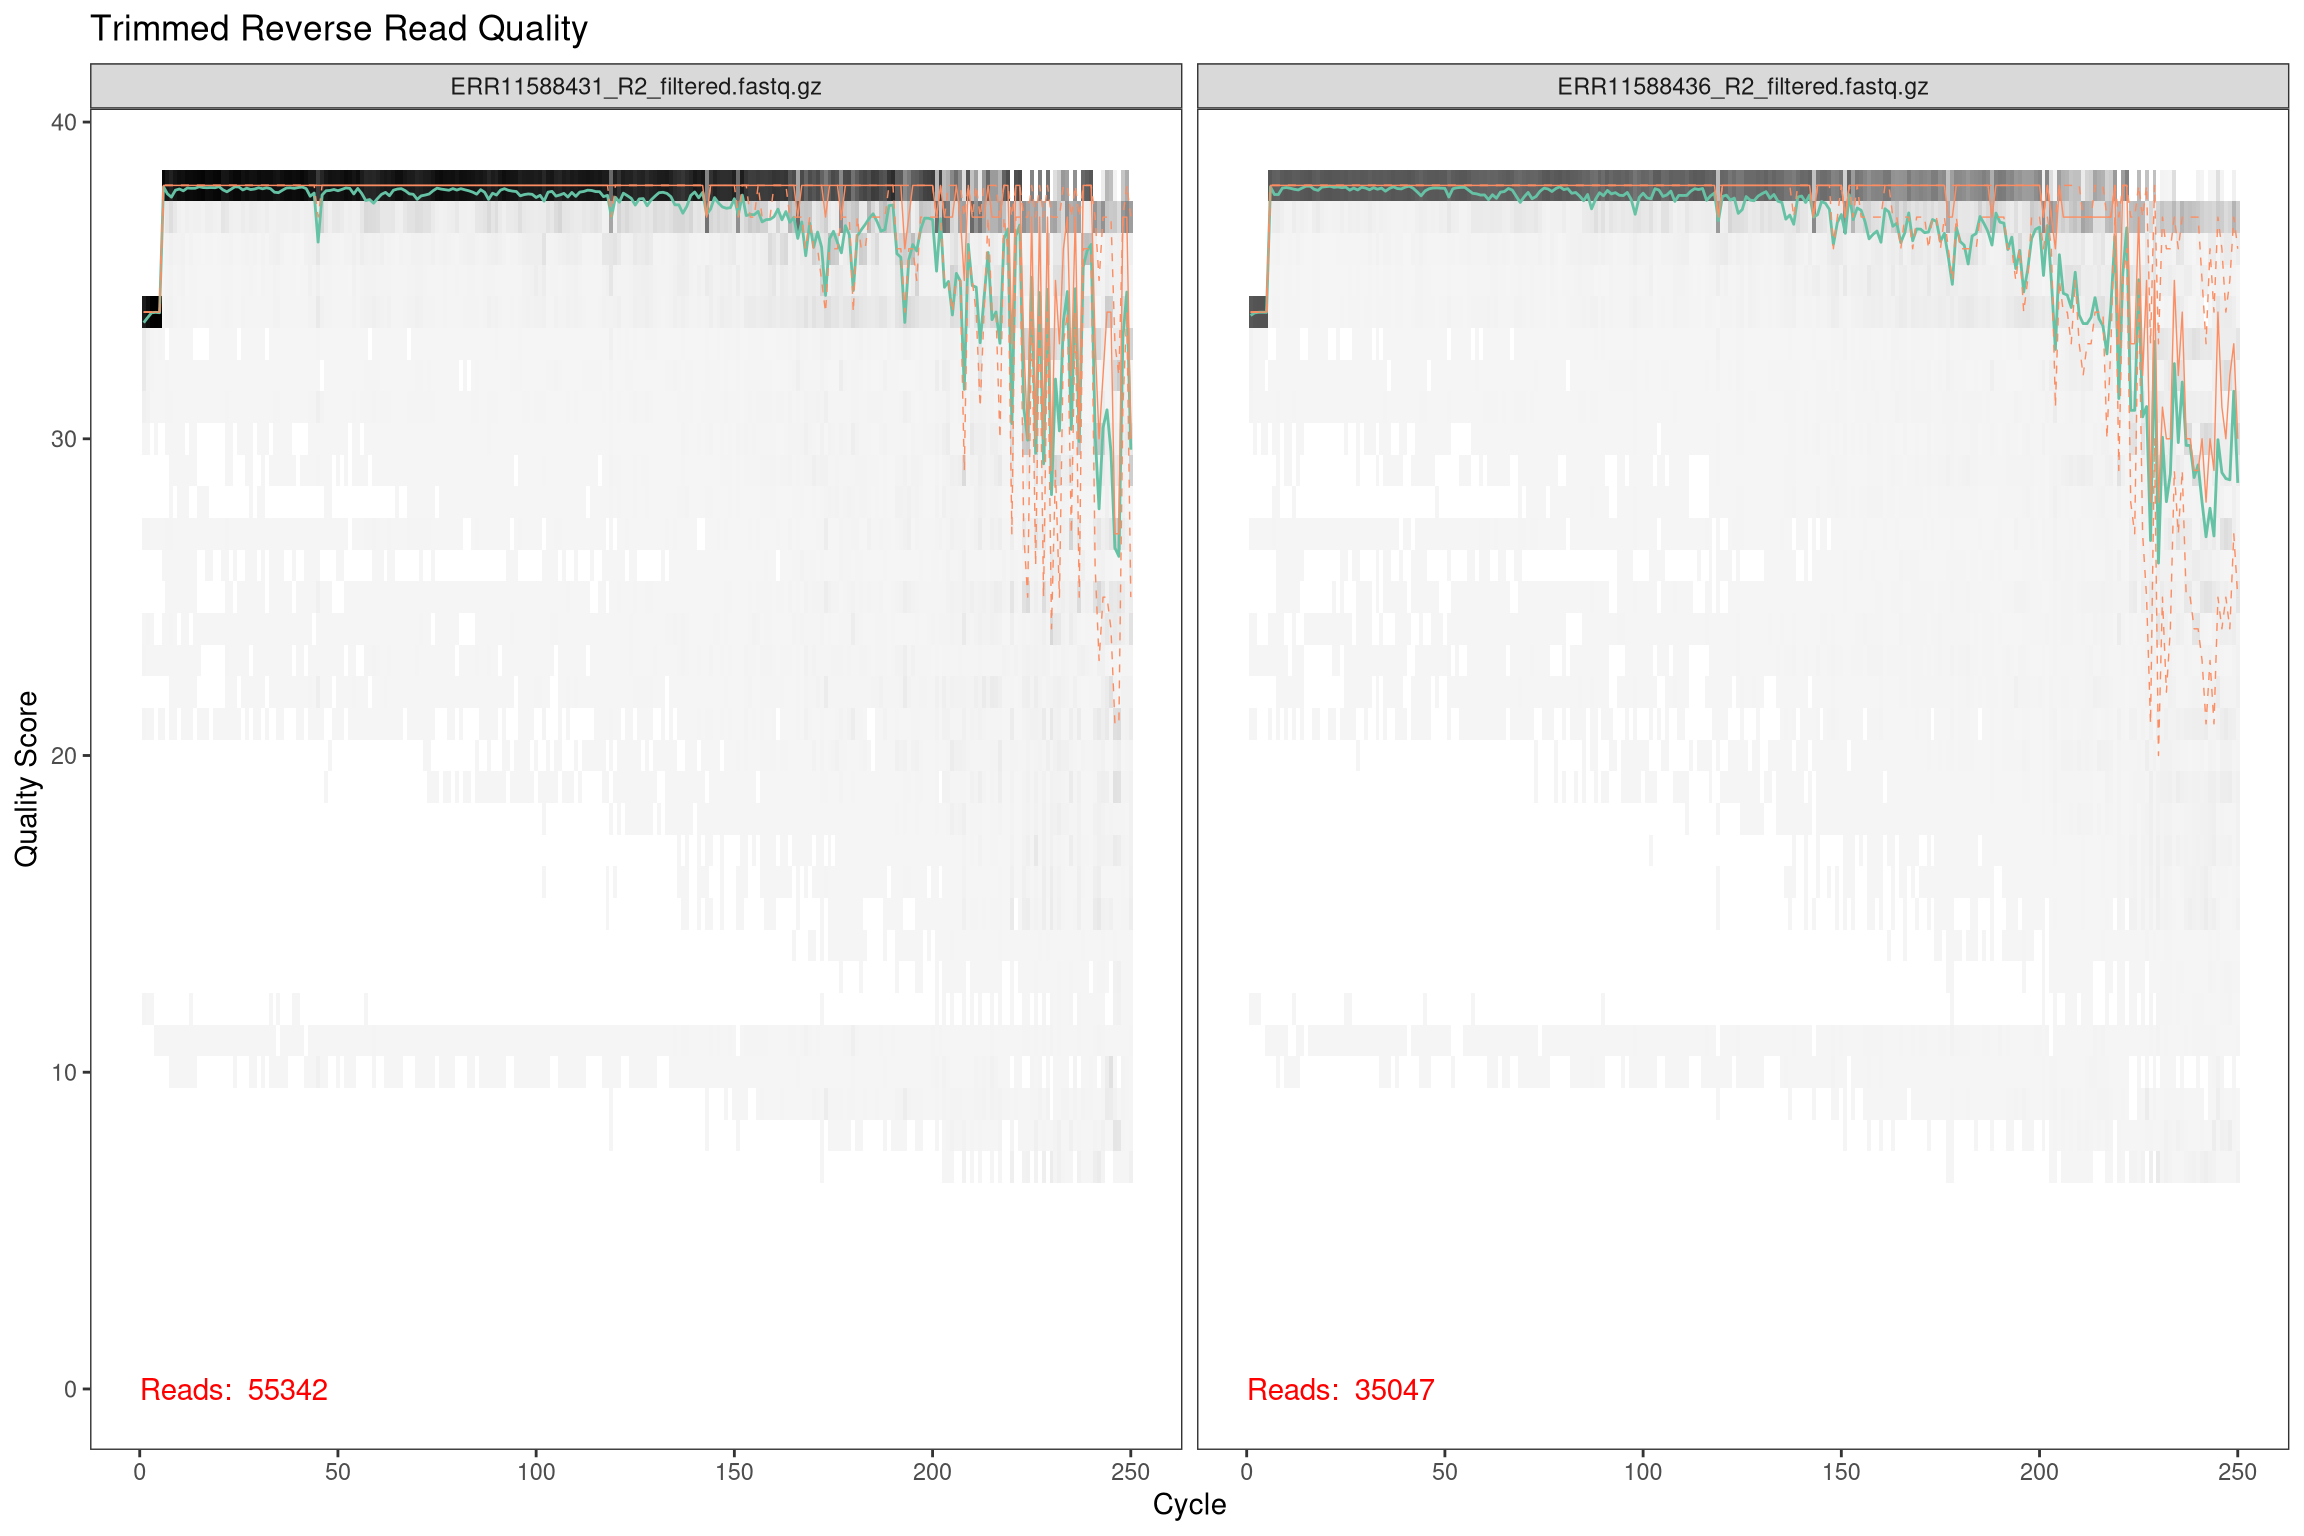 Trimmed Reverse Read Quality
ERR11588431_R2_filtered.fastq.gz
ERR11588436_R2_filtered.fastq.gz
40
30
20
10
0
Quality Score
Reads: 55342
Reads: 35047
0 50 100 150 200 250
0 50 100 150 200 250
Cycle